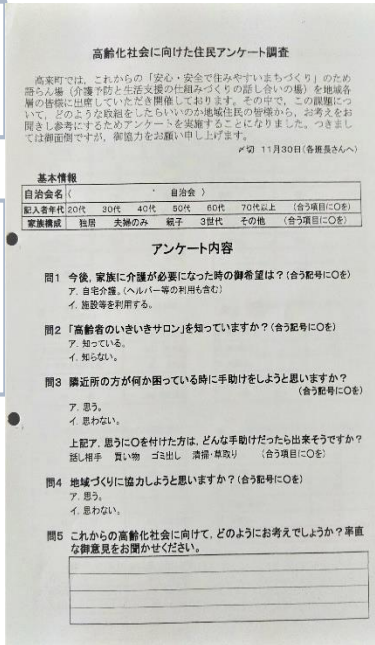 高齢化社会に向けた住民アンケート調査
高来町では、これからの「安心・安全で住みやすいまちづくり」のため
語らん場（介護予防と生活支援の仕組みづくりの話し合いの場）を地域各
層の皆様に出席していただき開催しております。その中で、この課題につ
いて、どのような取組をしたらいいのか地域住民の皆様から、お考えをお
聞きし参考にするためアンケートを実施することになりました。つきまし
ては御面倒ですが、御協力をお願い申し上げます。
〆切 11月30日（各班長さんへ）
基本情報
自治会名（ 自治会 ）
記入者年代 20代 30代 40代 50代 60代 70代以上 （合う項目に〇を）
家族構成 独居 夫婦のみ 親子 3世代 その他 （合う項目に〇を）
アンケート内容
問1 今後、家族に介護が必要になった時の御希望は？（合う記号に〇を）
ア．自宅介護。（ヘルパー等の利用も含む）
イ．施設等を利用する。
問2 「高齢者のいきいきサロン」を知っていますか？（合う記号に〇を）
ア．知っている。
イ．知らない。
問3 隣近所の方が何か困っている時に手助けをしようと思いますか？
（合う記号に〇を）
ア．思う。
イ．思わない。
上記ア．思うに〇を付けた方は、どんな手助けだったら出来そうですか？
話し相手 買い物 ゴミ出し 清掃・草取り （合う項目に〇を）
問4 地域づくりに協力しようと思いますか？（合う記号に〇を）
ア．思う。
イ．思わない。
問5 これからの高齢化社会に向けて、どのようにお考えでしょうか？率直
な御意見をお聞かせください。